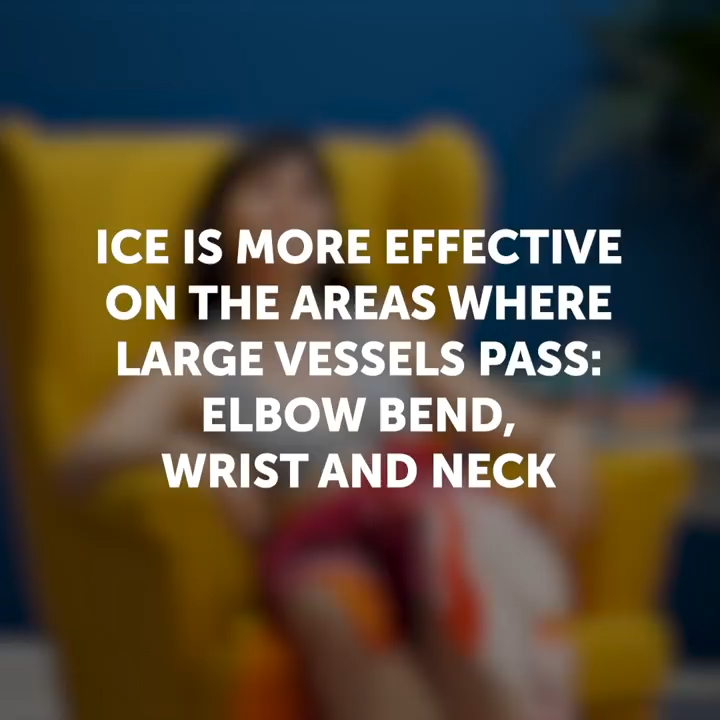 ICE IS MORE EFFECTIVE
ON THE AREAS WHERE
LARGE VESSELS PASS:
ELBOW BEND,
WRIST AND NECK